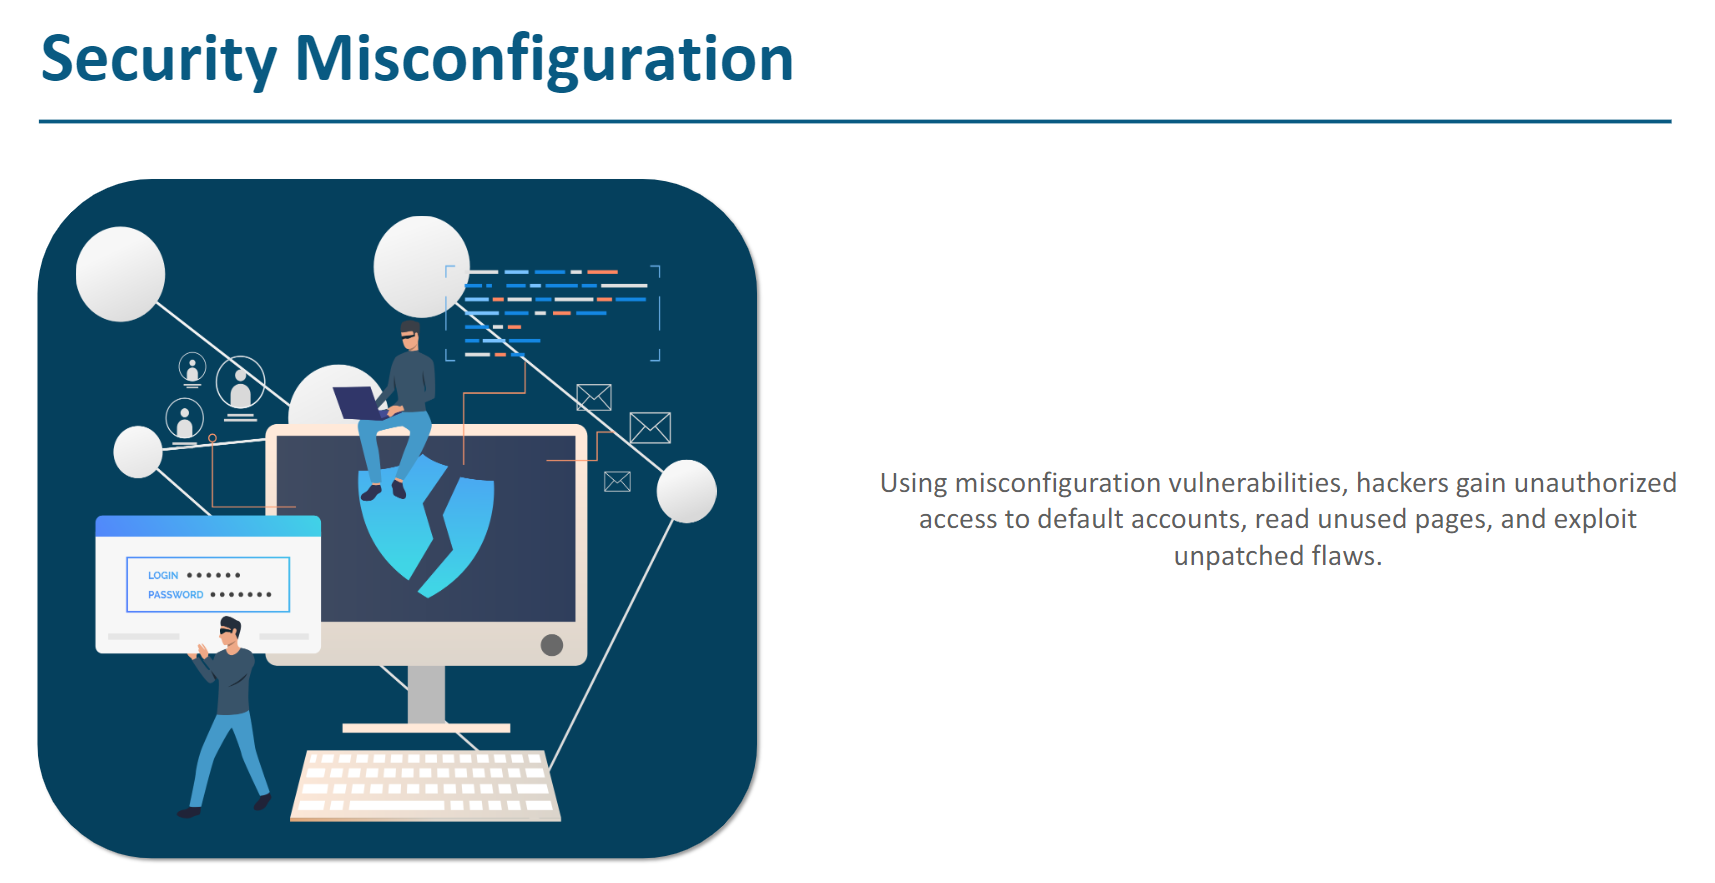 Security Misconfiguration
LOGIN
PASSWORD
Using misconfiguration vulnerabilities, hackers gain unauthorized
access to default accounts, read unused pages, and exploit
unpatched flaws.